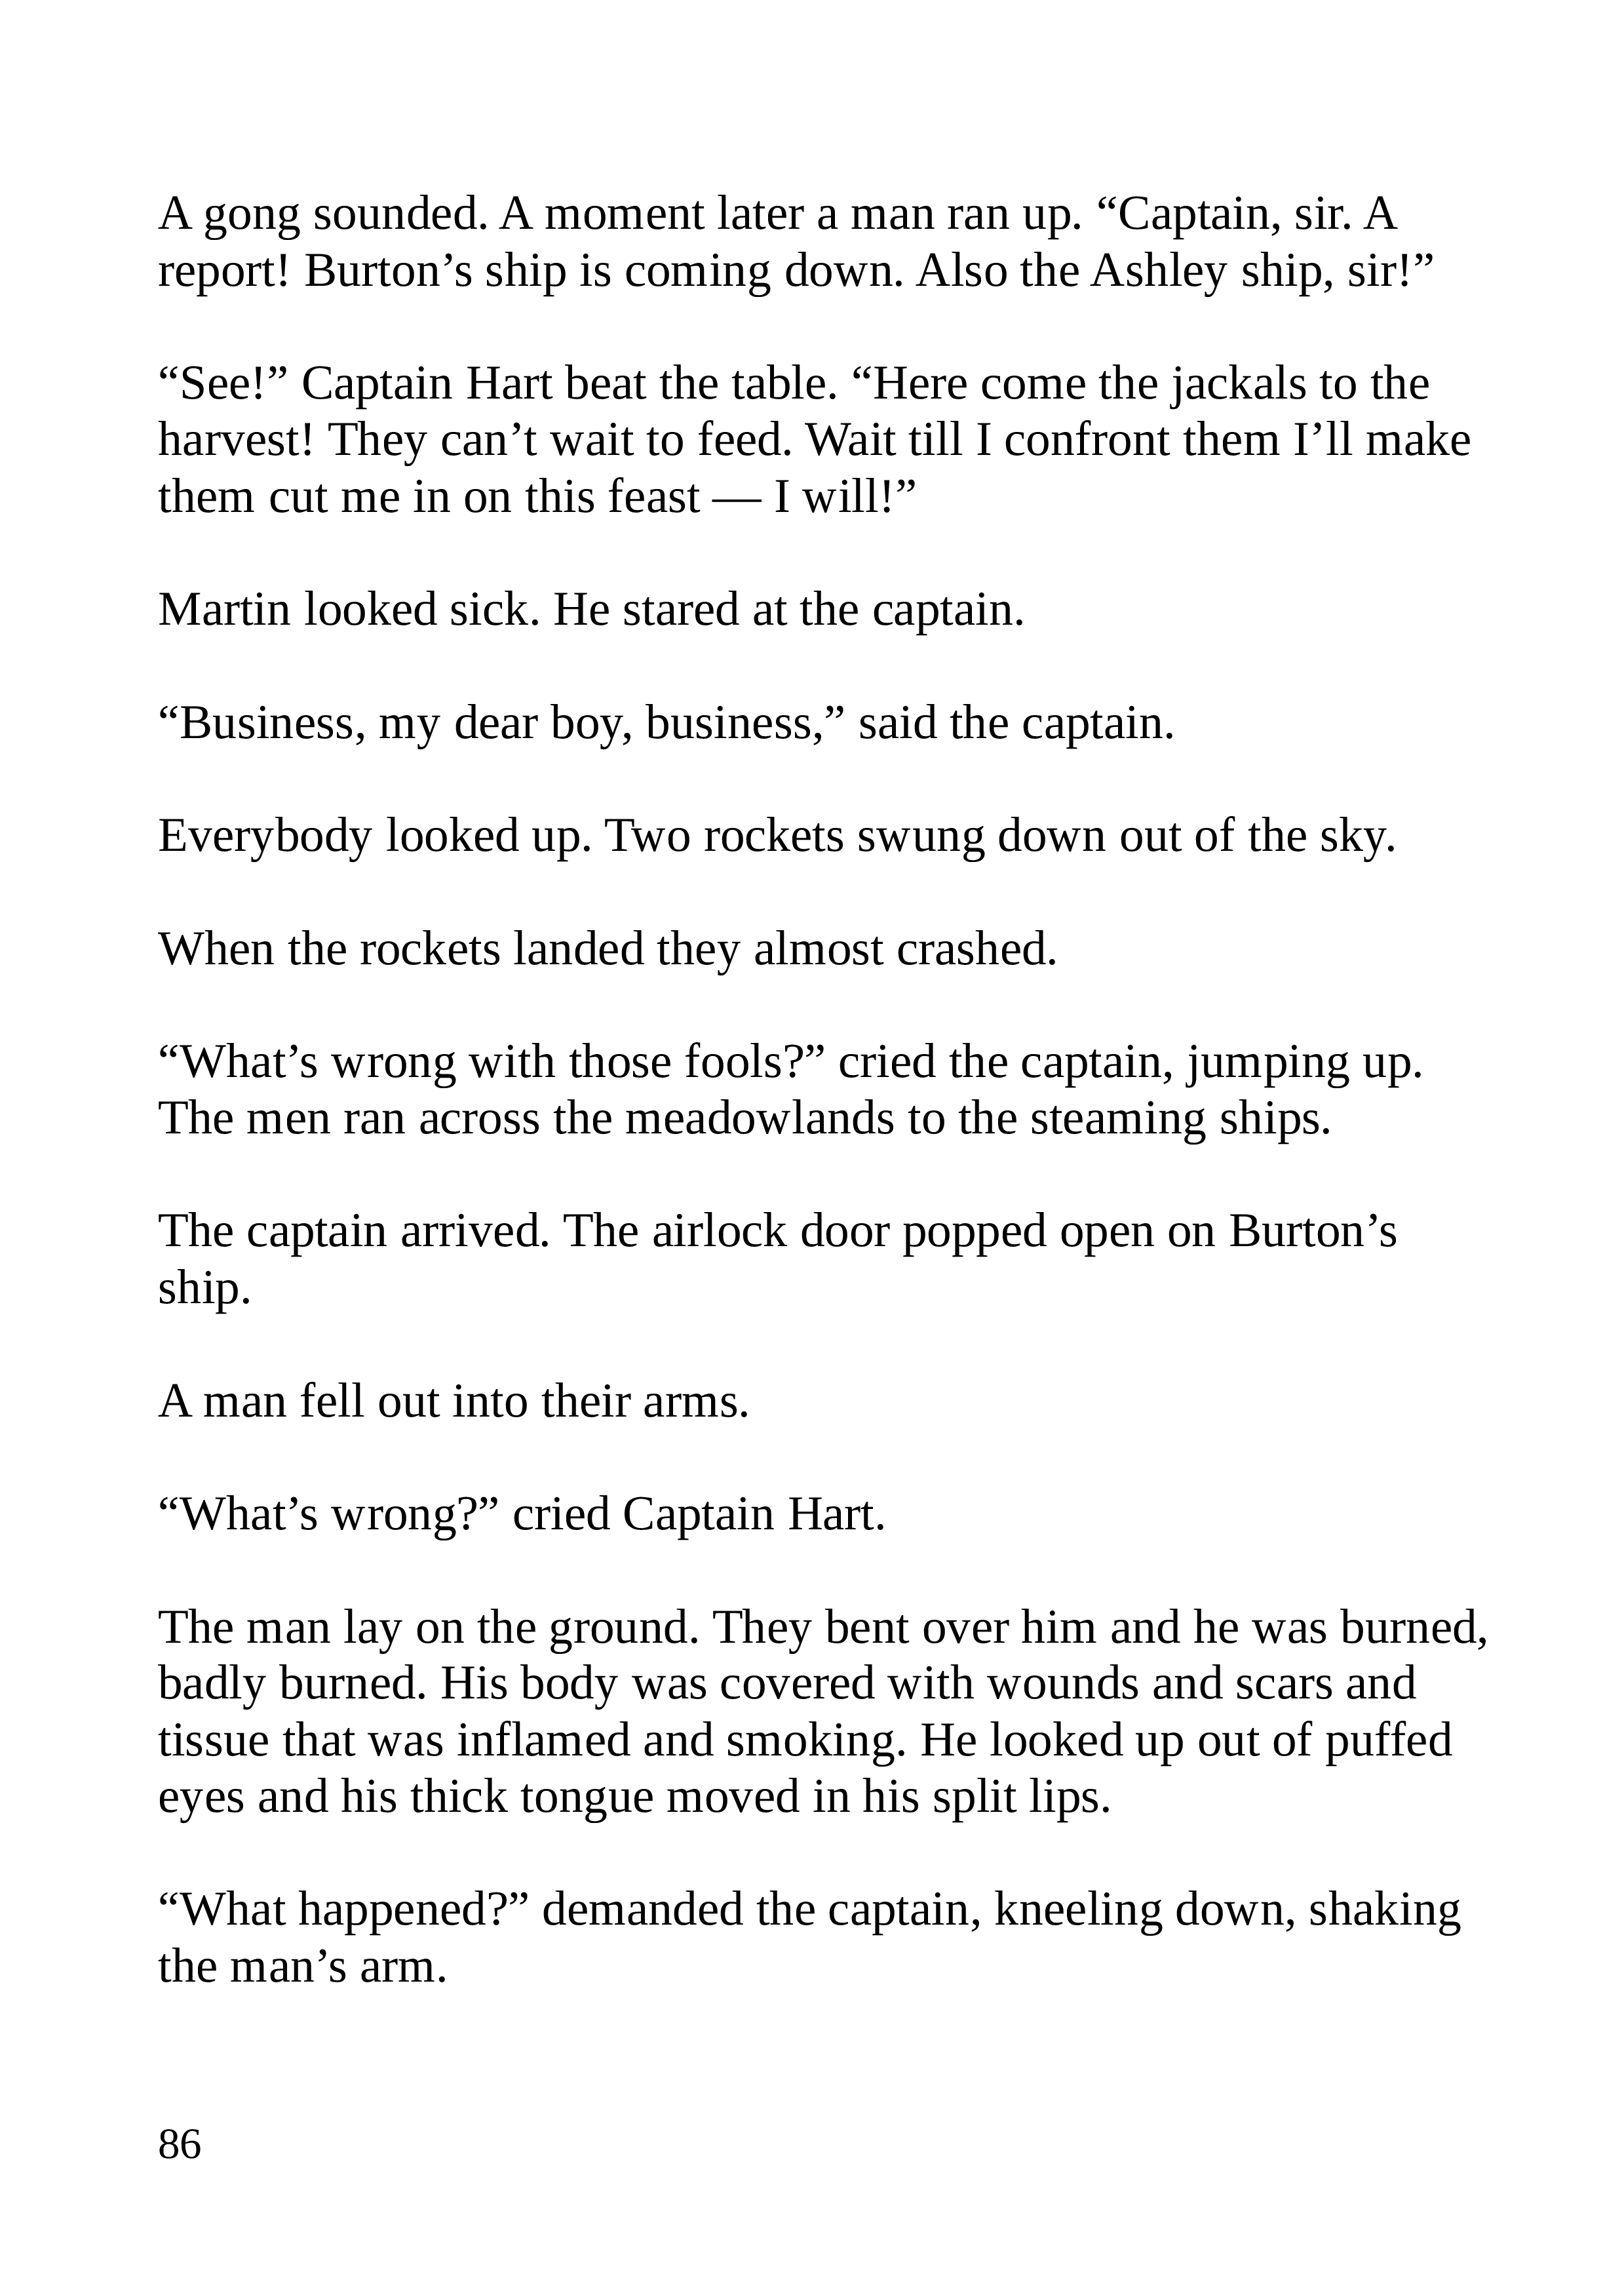 A gong sounded. A moment later a man ran up. “Captain, sir. A
report! Burton’s ship is coming down. Also the Ashley ship, sir!”
“See!” Captain Hart beat the table. “Here come the jackals to the
harvest! They can’t wait to feed. Wait till I confront them I’ll make
them cut me in on this feast — I will!”
Martin looked sick. He stared at the captain.
“Business, my dear boy, business,” said the captain.
Everybody looked up. Two rockets swung down out of the sky.
When the rockets landed they almost crashed.
“What’s wrong with those fools?” cried the captain, jumping up.
The men ran across the meadowlands to the steaming ships.
The captain arrived. The airlock door popped open on Burton’s
ship.
A man fell out into their arms.
“What’s wrong?” cried Captain Hart.
The man lay on the ground. They bent over him and he was burned,
badly burned. His body was covered with wounds and scars and
tissue that was inflamed and smoking. He looked up out of puffed
eyes and his thick tongue moved in his split lips.
“What happened?” demanded the captain, kneeling down, shaking
the man’s arm.
86